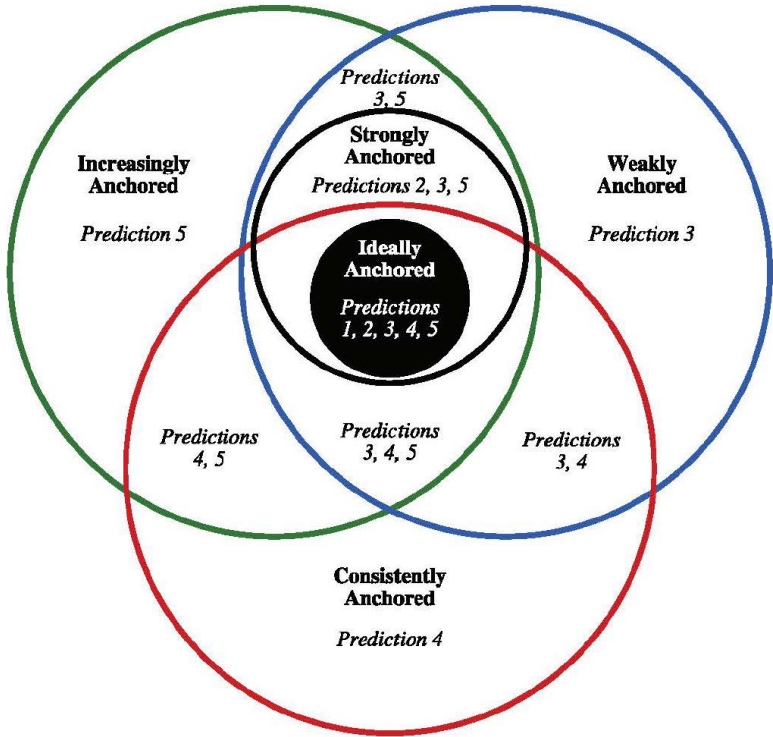 Predictions
3, 5
Strongly
Anchored
Predictions 2, 3, 5
Increasingly
Anchored
Prediction 5
Weakly
Anchored
Prediction 3
Ideally
Anchored
Predictions
1, 2, 3, 4, 5
Predictions
4, 5
Predictions
3, 4, 5
Predictions
3, 4
Consistently
Anchored
Prediction 4